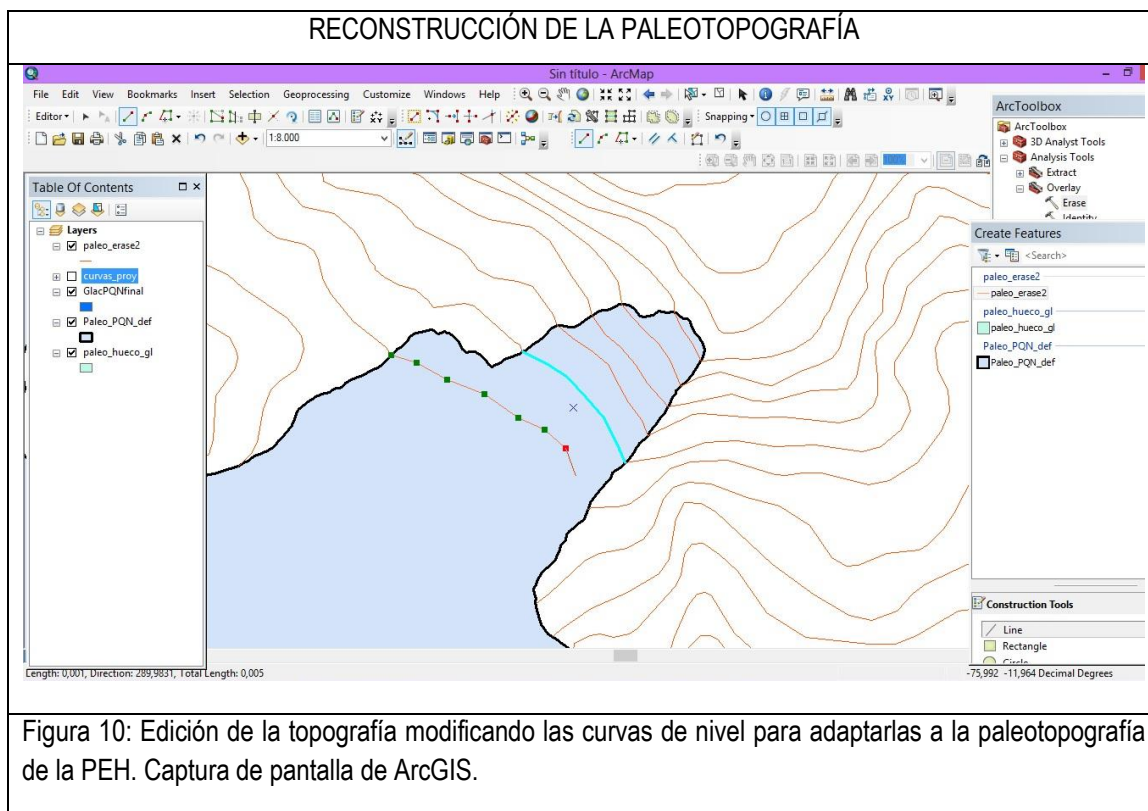 RECONSTRUCCIÓN DE LA PALEOTOPOGRAFÍA
Sin título - ArcMap
File Edit View Bookmarks Insert Selection Geoprocessing Customize Windows Help
Editor
Snapping
1:8.000
100%
ArcToolbox
ArcToolbox
3D Analyst Tools
Analysis Tools
Extract
Overlay
Erase
Identity
Table Of Contents
Layers
paleo_erase2
curvas_proy
GlacPQNfinal
Paleo_PQN_def
paleo_hueco_gl
Create Features
<Search>
paleo_erase2
paleo_erase2
paleo_hueco_gl
paleo_hueco_gl
Paleo_PQN_def
Paleo_PQN_def
Construction Tools
Line
Rectangle
Circle
Length: 0,001, Direction: 289,9831, Total Length: 0,005
-75,992 -11,964 Decimal Degrees
Figura 10: Edición de la topografía modificando las curvas de nivel para adaptarlas a la paleotopografía
de la PEH. Captura de pantalla de ArcGIS.